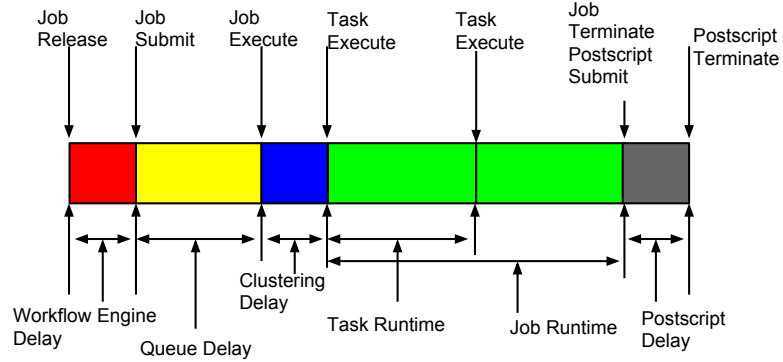 Job
Release
Job
Submit
Job
Execute
Task
Execute
Task
Execute
Job
Terminate
Postscript
Submit
Postscript
Terminate
Workflow Engine
Delay
Queue Delay
Clustering
Delay
Task Runtime
Job Runtime
Postscript
Delay